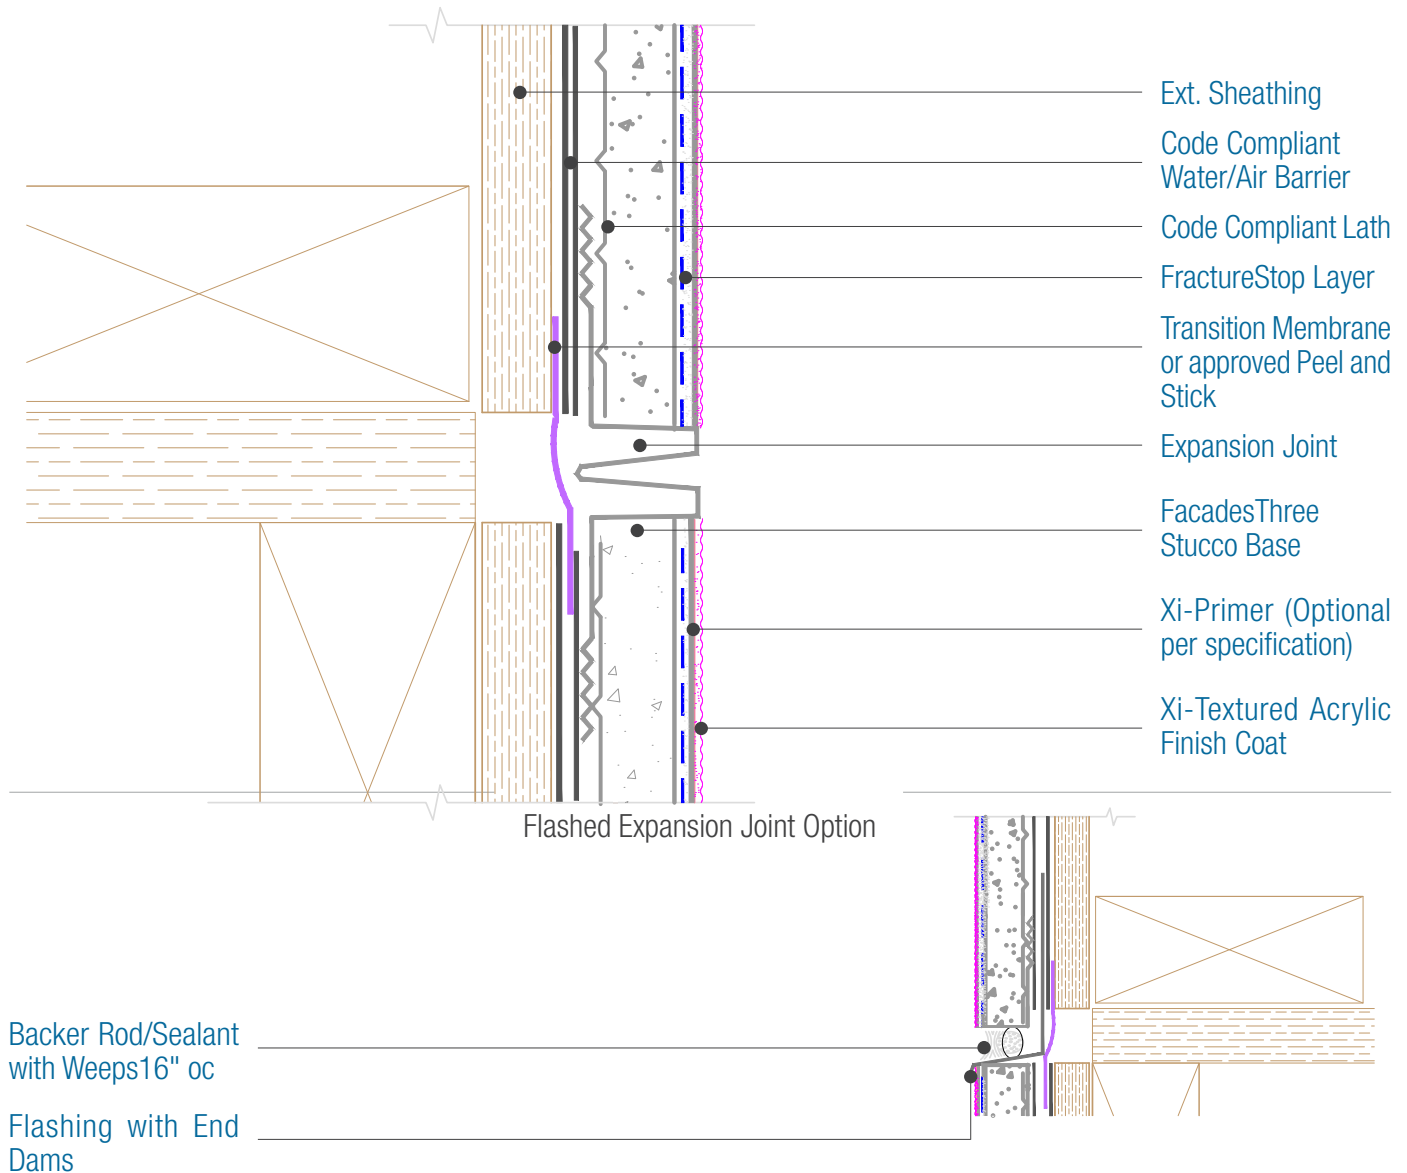 Ext. Sheathing
Code Compliant
Water/Air Barrier
Code Compliant Lath
FractureStop Layer
Transition Membrane
or approved Peel and
Stick
Expansion Joint
FacadesThree
Stucco Base
Xi-Primer (Optional
per specification)
Xi-Textured Acrylic
Finish Coat
Flashed Expansion Joint Option
Backer Rod/Sealant
with Weeps16" oc
Flashing with End
Dams